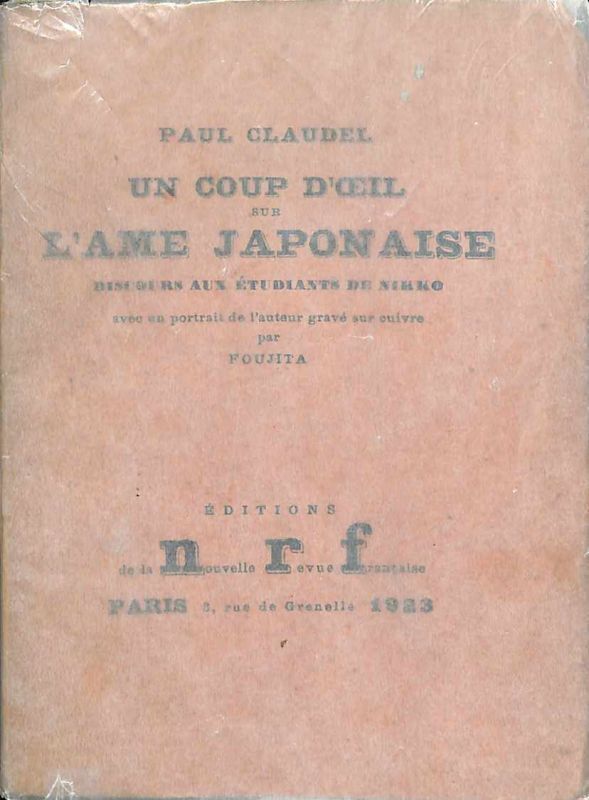 PAUL CLAUDEL
UN COUP D'ŒIL
SUR
L'AME JAPONAISE
DISCOURS AUX ÉTUDIANTS DE NIKKO
avec un portrait de l'auteur gravé sur cuivre
par
FOUJITA
ÉDITIONS
de la nouvelle revue française
PARIS 3, rue de Grenelle 1923